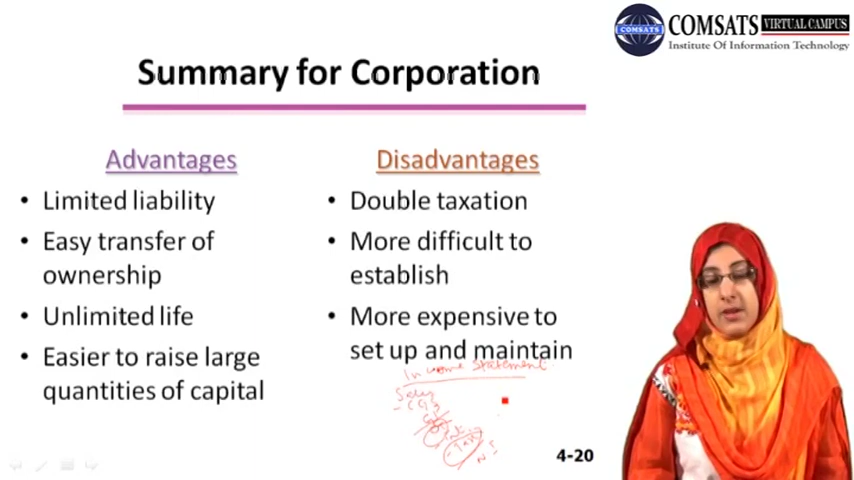 COMSATS VIRTUAL CAMPUS
COMSATS
Institute Of Information Technology
Summary for Corporation
Advantages
• Limited liability
• Easy transfer of
ownership
• Unlimited life
• Easier to raise large
quantities of capital
Disadvantages
• Double taxation
• More difficult to
establish
• More expensive to
set up and maintain
Income Statement
Sales
- CGS
- Tax
N I
4-20